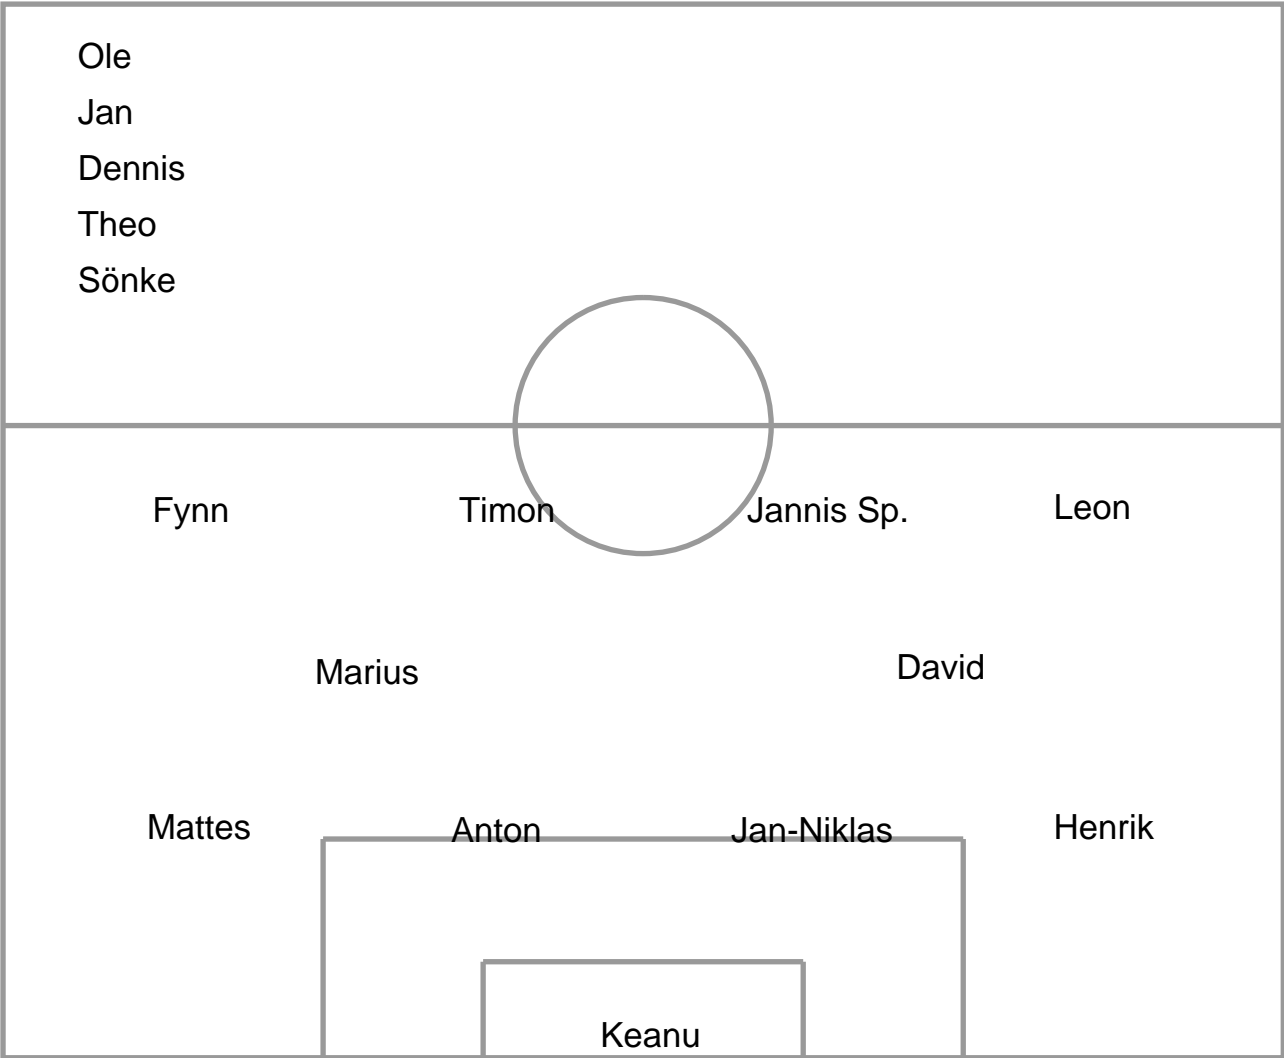 Ole
Jan
Dennis
Theo
Sönke
Fynn Timon Jannis Sp. Leon
Marius David
Mattes Anton Jan-Niklas Henrik
Keanu